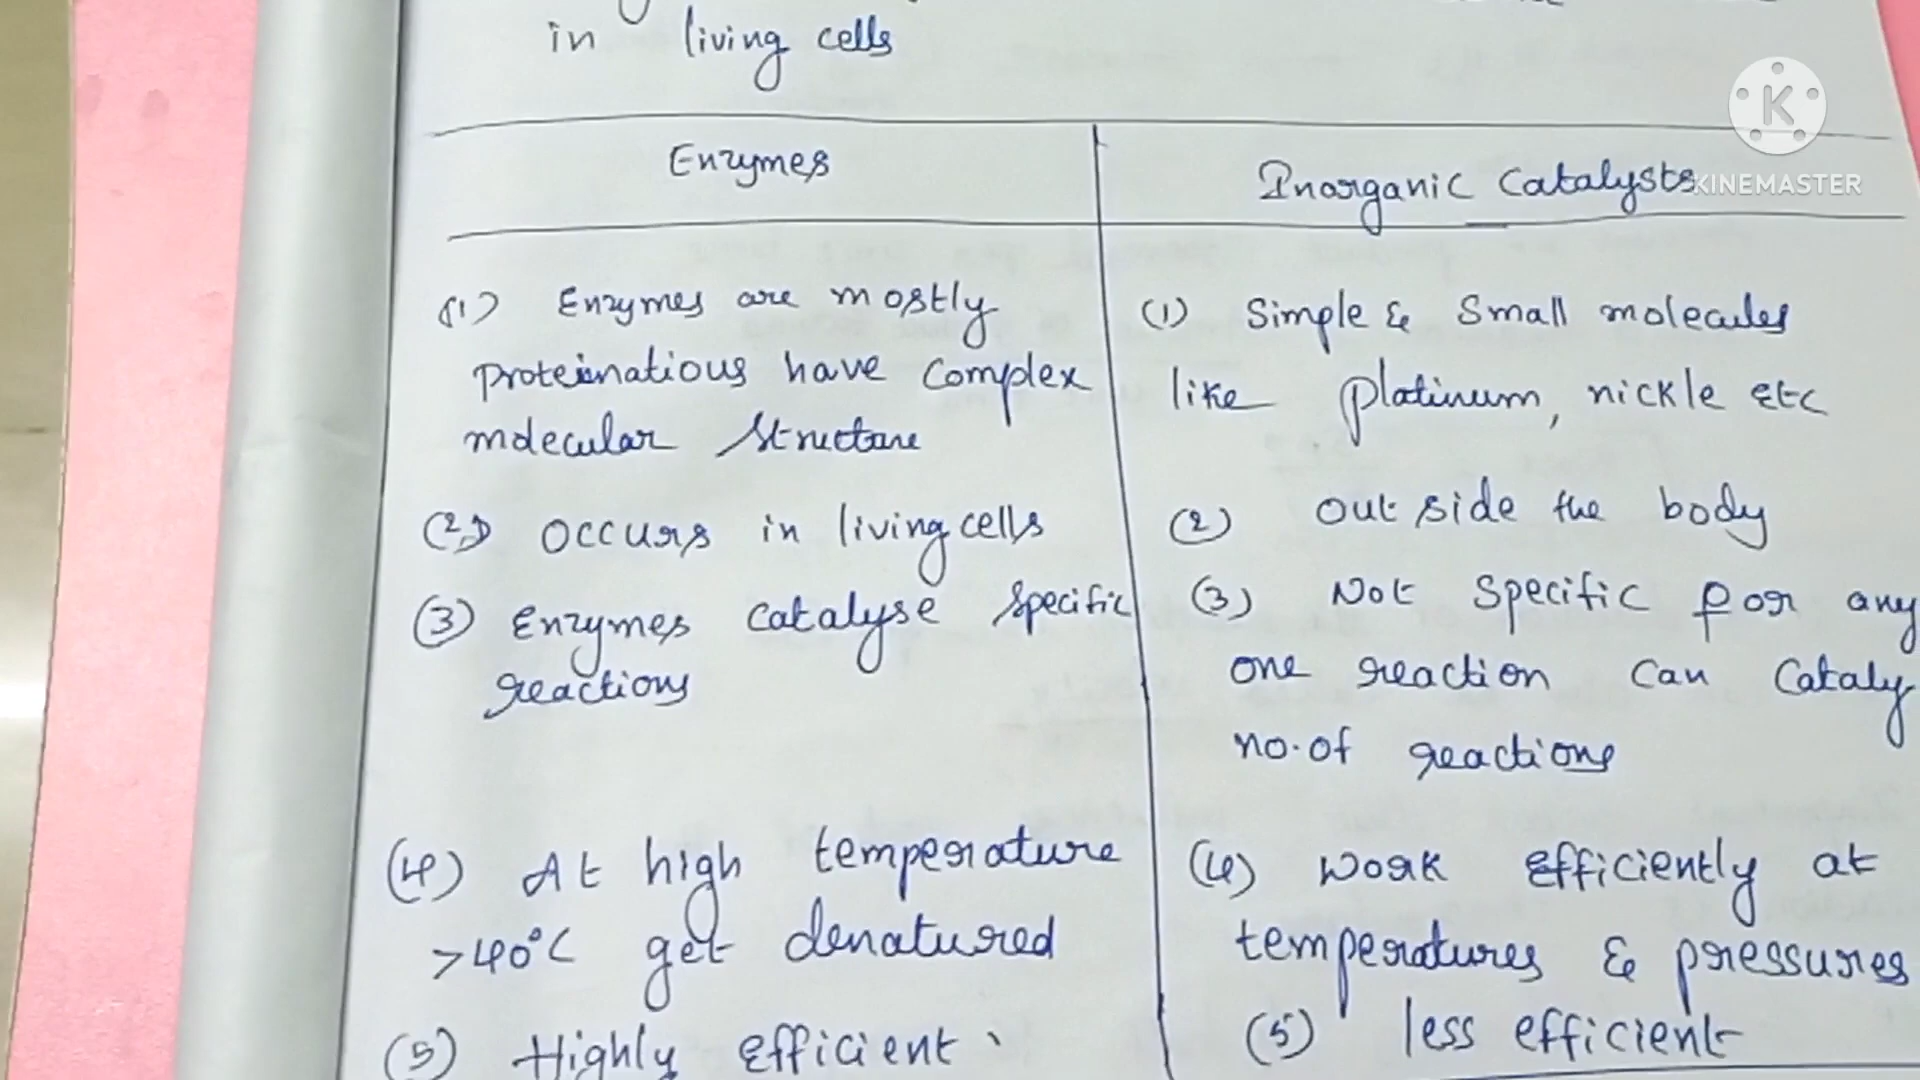 in living cells
Enzymes
Inorganic Catalysts
KINEMASTER
(1) Enzymes are mostly
proteinatious have complex
molecular structure
(2) occurs in living cells
(3) Enzymes catalyse specific
reactions
(4) At high temperature
>40°C get denatured
(5) Highly efficient
(1) Simple & Small molecules
like platinum, nickle etc
(2) out side the body
(3) Not specific for any
one reaction can cataly
no. of reactions
(4) work efficiently at
temperatures & pressures
(5) less efficient